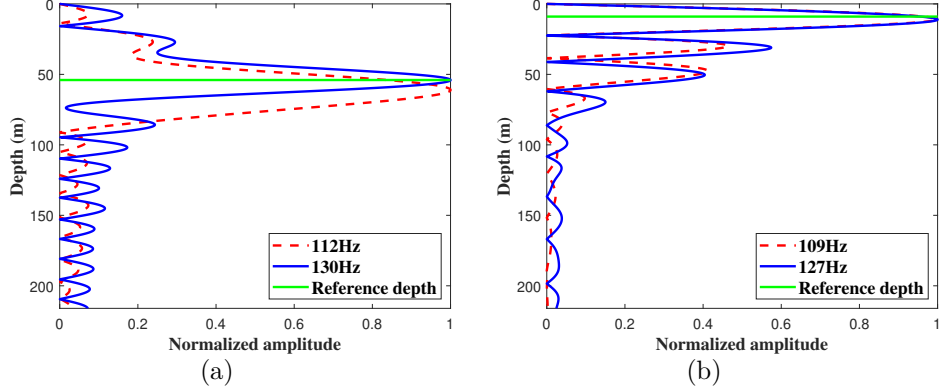 0
50
100
150
200
Depth (m)
0
0.2
0.4
0.6
0.8
1
Normalized amplitude
112Hz
130Hz
Reference depth
(a)
0
50
100
150
200
Depth (m)
0
0.2
0.4
0.6
0.8
1
Normalized amplitude
109Hz
127Hz
Reference depth
(b)